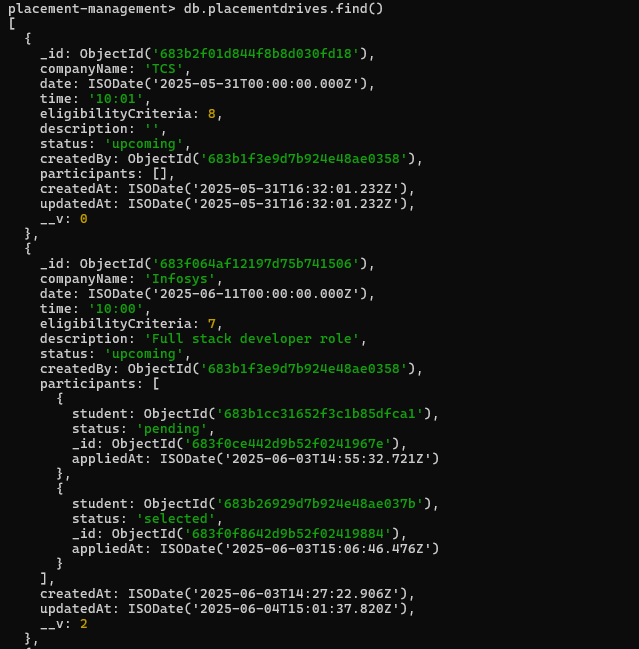 placement-management> db.placementdrives.find()
[
  {
    _id: ObjectId('683b2f01d844f8b8d030fd18'),
    companyName: 'TCS',
    date: ISODate('2025-05-31T00:00:00.000Z'),
    time: '10:01',
    eligibilityCriteria: 8,
    description: '',
    status: 'upcoming',
    createdBy: ObjectId('683b1f3e9d7b924e48ae0358'),
    participants: [],
    createdAt: ISODate('2025-05-31T16:32:01.232Z'),
    updatedAt: ISODate('2025-05-31T16:32:01.232Z'),
    __v: 0
  },
  {
    _id: ObjectId('683f064af12197d75b741506'),
    companyName: 'Infosys',
    date: ISODate('2025-06-11T00:00:00.000Z'),
    time: '10:00',
    eligibilityCriteria: 7,
    description: 'Full stack developer role',
    status: 'upcoming',
    createdBy: ObjectId('683b1f3e9d7b924e48ae0358'),
    participants: [
      {
        student: ObjectId('683b1cc31652f3c1b85dfca1'),
        status: 'pending',
        _id: ObjectId('683f0ce442d9b52f0241967e'),
        appliedAt: ISODate('2025-06-03T14:55:32.721Z')
      },
      {
        student: ObjectId('683b26929d7b924e48ae037b'),
        status: 'selected',
        _id: ObjectId('683f0f8642d9b52f02419884'),
        appliedAt: ISODate('2025-06-03T15:06:46.476Z')
      }
    ],
    createdAt: ISODate('2025-06-03T14:27:22.906Z'),
    updatedAt: ISODate('2025-06-04T15:01:37.820Z'),
    __v: 2
  },